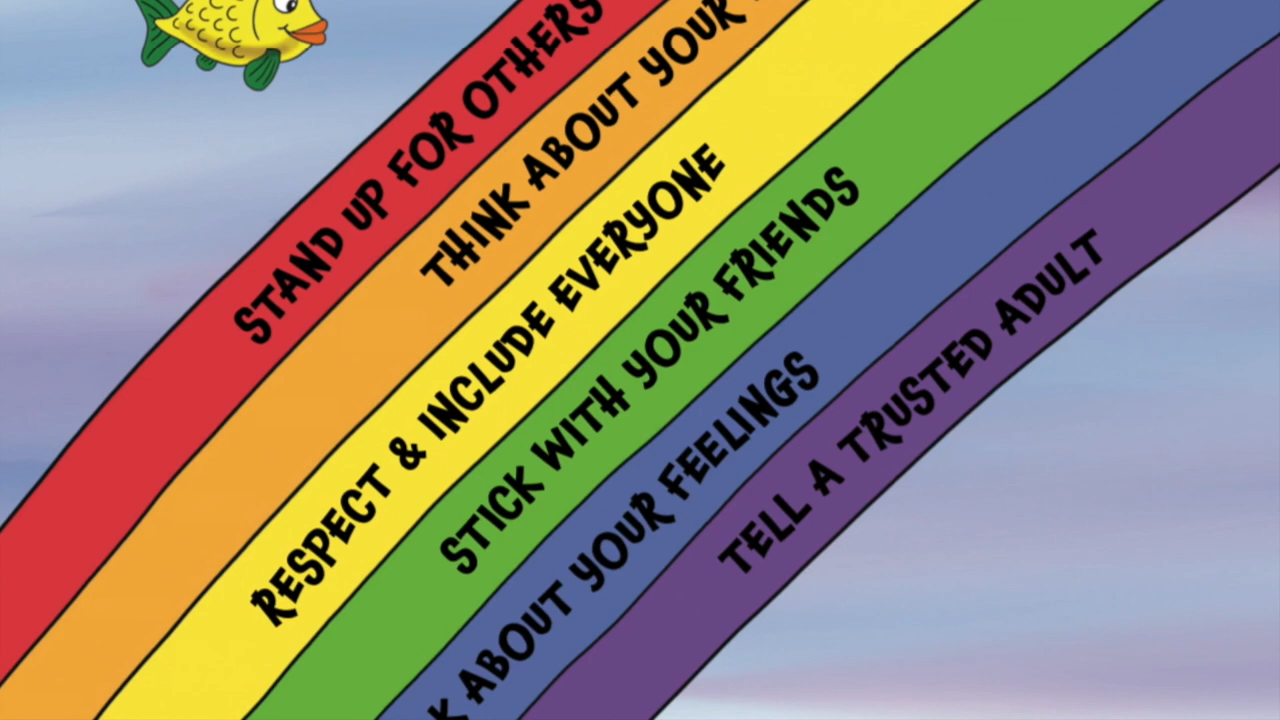 STAND UP FOR OTHERS
THINK ABOUT YOUR
RESPECT & INCLUDE EVERYONE
STICK WITH YOUR FRIENDS
ABOUT YOUR FEELINGS
TELL A TRUSTED ADULT